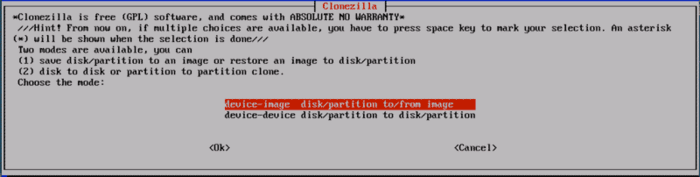 Clonezilla
*Clonezilla is free (GPL) software, and comes with ABSOLUTE NO WARRANTY*
///Hint! From now on, if multiple choices are available, you have to press space key to mark your selection. An asterisk
(*) will be shown when the selection is done///
Two modes are available, you can
(1) save disk/partition to an image or restore an image to disk/partition
(2) disk to disk or partition to partition clone.
Choose the mode:
device-image disk/partition to/from image
device-device disk/partition to disk/partition
<Ok> <Cancel>